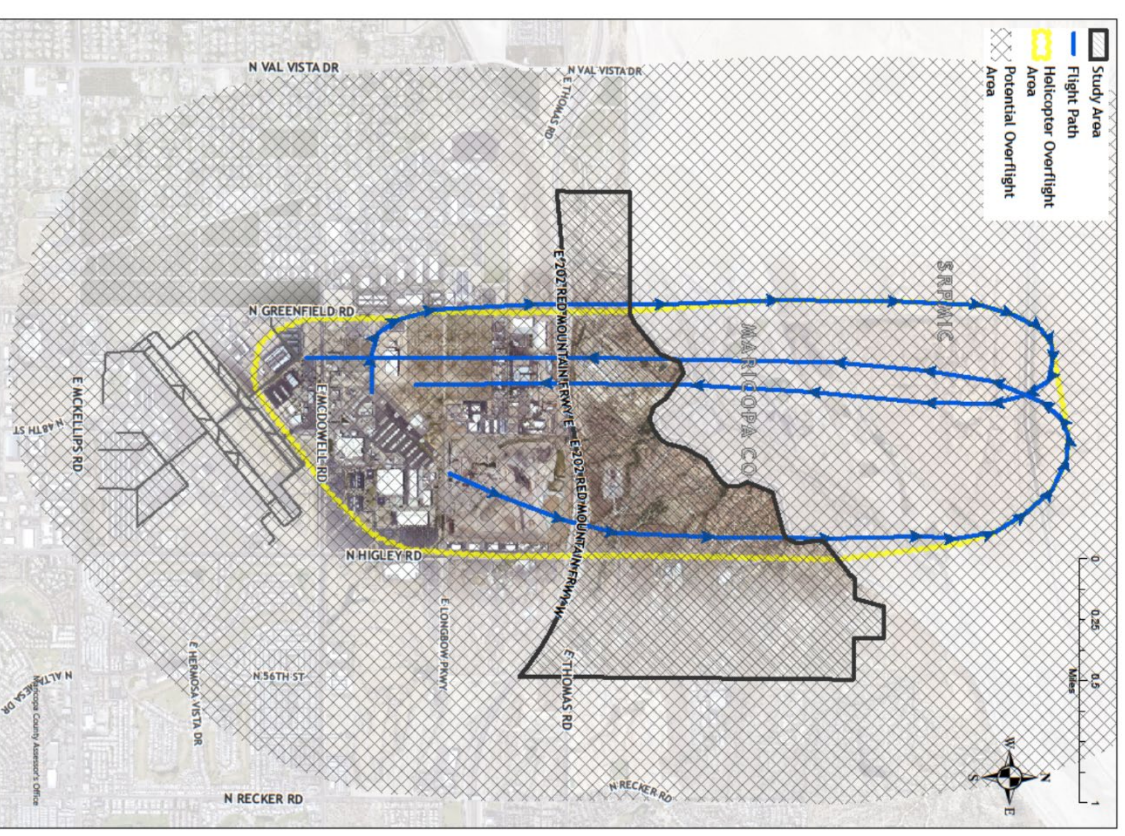 Study Area
Flight Path
Helicopter Overflight
Area
Potential Overflight
Area
N VAL VISTA DR
N VAL VISTA DR
E THOMAS RD
SRPMIC
MARICOPA CO
E 202 RED MOUNTAIN FRWY E
E 202 RED MOUNTAIN FRWY W
N GREENFIELD RD
E MCDOWELL RD
E MCKELLIPS RD
N 48TH ST
N HIGLEY RD
E LONGBOW PKWY
E THOMAS RD
N 56TH ST
E HERMOSA VISTA DR
N ALTA MESA DR
N RECKER RD
N RECKER RD
0
0.25
0.5
1
Miles
N
E
S
W
Maricopa County Assessor's Office